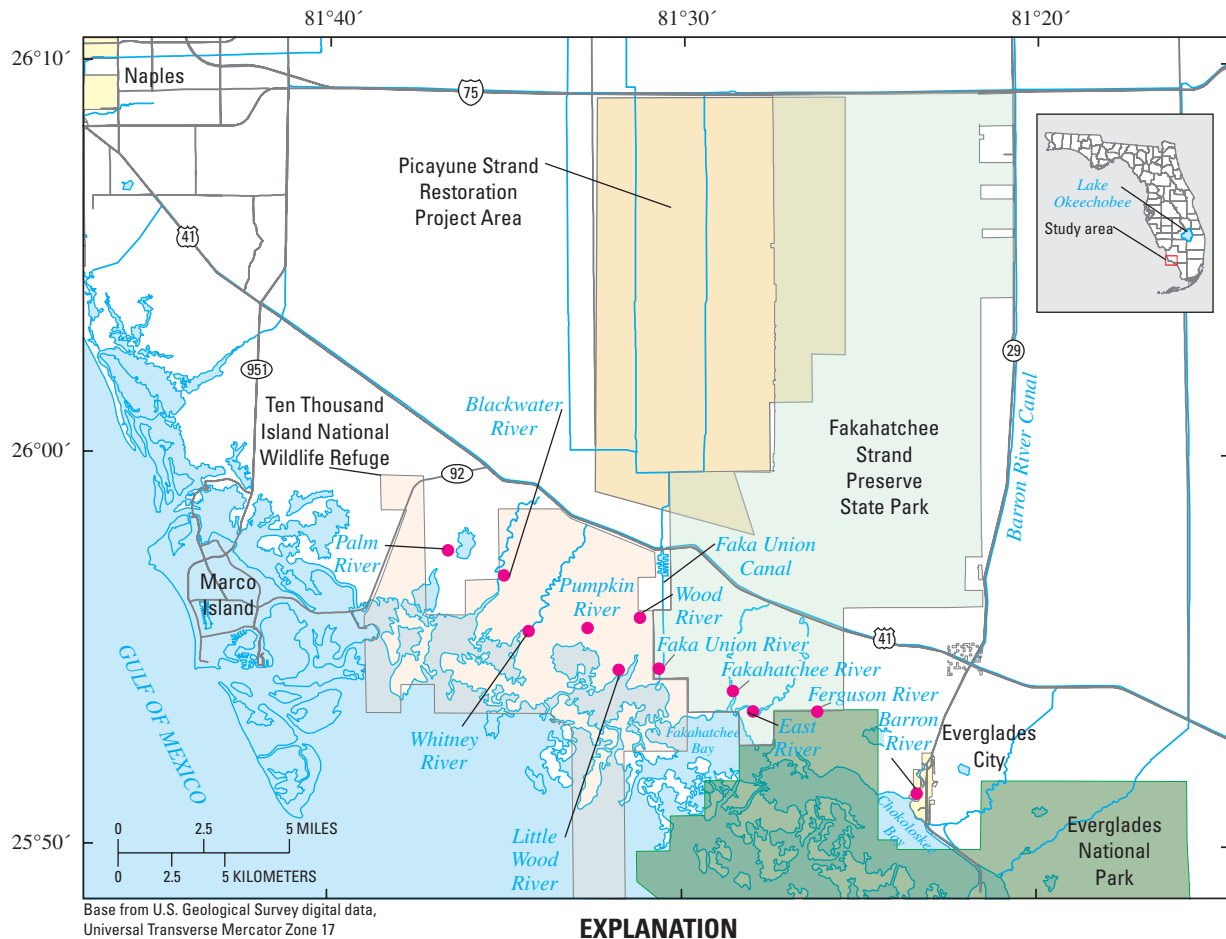 81°40´
81°30´
81°20´
26°10´
Naples
75
Picayune Strand
Restoration
Project Area
Lake
Okeechobee
Study area
41
951
29
Blackwater
River
Ten Thousand
Island National
Wildlife Refuge
Barron River Canal
26°00´
92
Fakahatchee
Strand
Preserve
State Park
Palm
River
Faka Union
Canal
Marco
Island
Pumpkin
River
Wood
River
41
Faka Union River
Fakahatchee River
Ferguson River
Barron
River
GULF OF MEXICO
Whitney
River
Fakahatchee
Bay
East
River
Everglades
City
Chokoloskee
Bay
0 2.5 5 MILES
0 2.5 5 KILOMETERS
Little
Wood
River
25°50´
Everglades
National
Park
Base from U.S. Geological Survey digital data,
Universal Transverse Mercator Zone 17
EXPLANATION